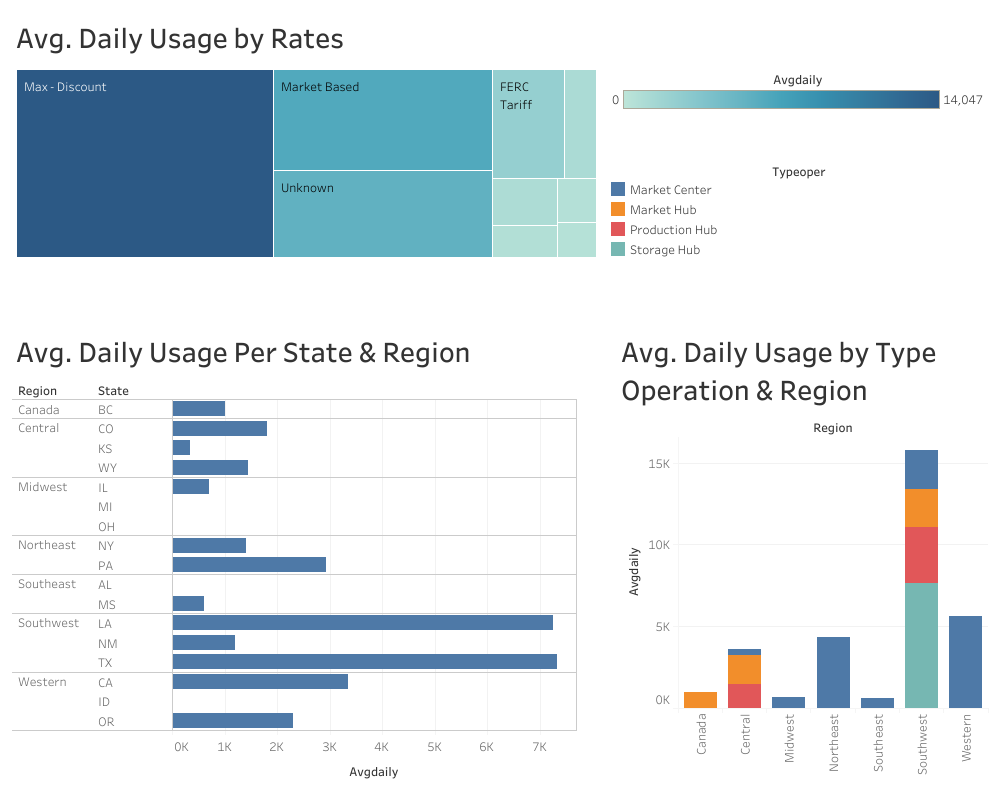 Avg. Daily Usage by Rates
Max - Discount
Market Based
FERC
Tariff
Unknown
Avgdaily
0
14,047
Typeoper
Market Center
Market Hub
Production Hub
Storage Hub
Avg. Daily Usage Per State & Region
Region State
Canada BC
Central CO
KS
WY
Midwest IL
MI
OH
Northeast NY
PA
Southeast AL
MS
Southwest LA
NM
TX
Western CA
ID
OR
0K 1K 2K 3K 4K 5K 6K 7K
Avgdaily
Avg. Daily Usage by Type
Operation & Region
Region
15K
10K
5K
0K
Avgdaily
Canada
Central
Midwest
Northeast
Southeast
Southwest
Western